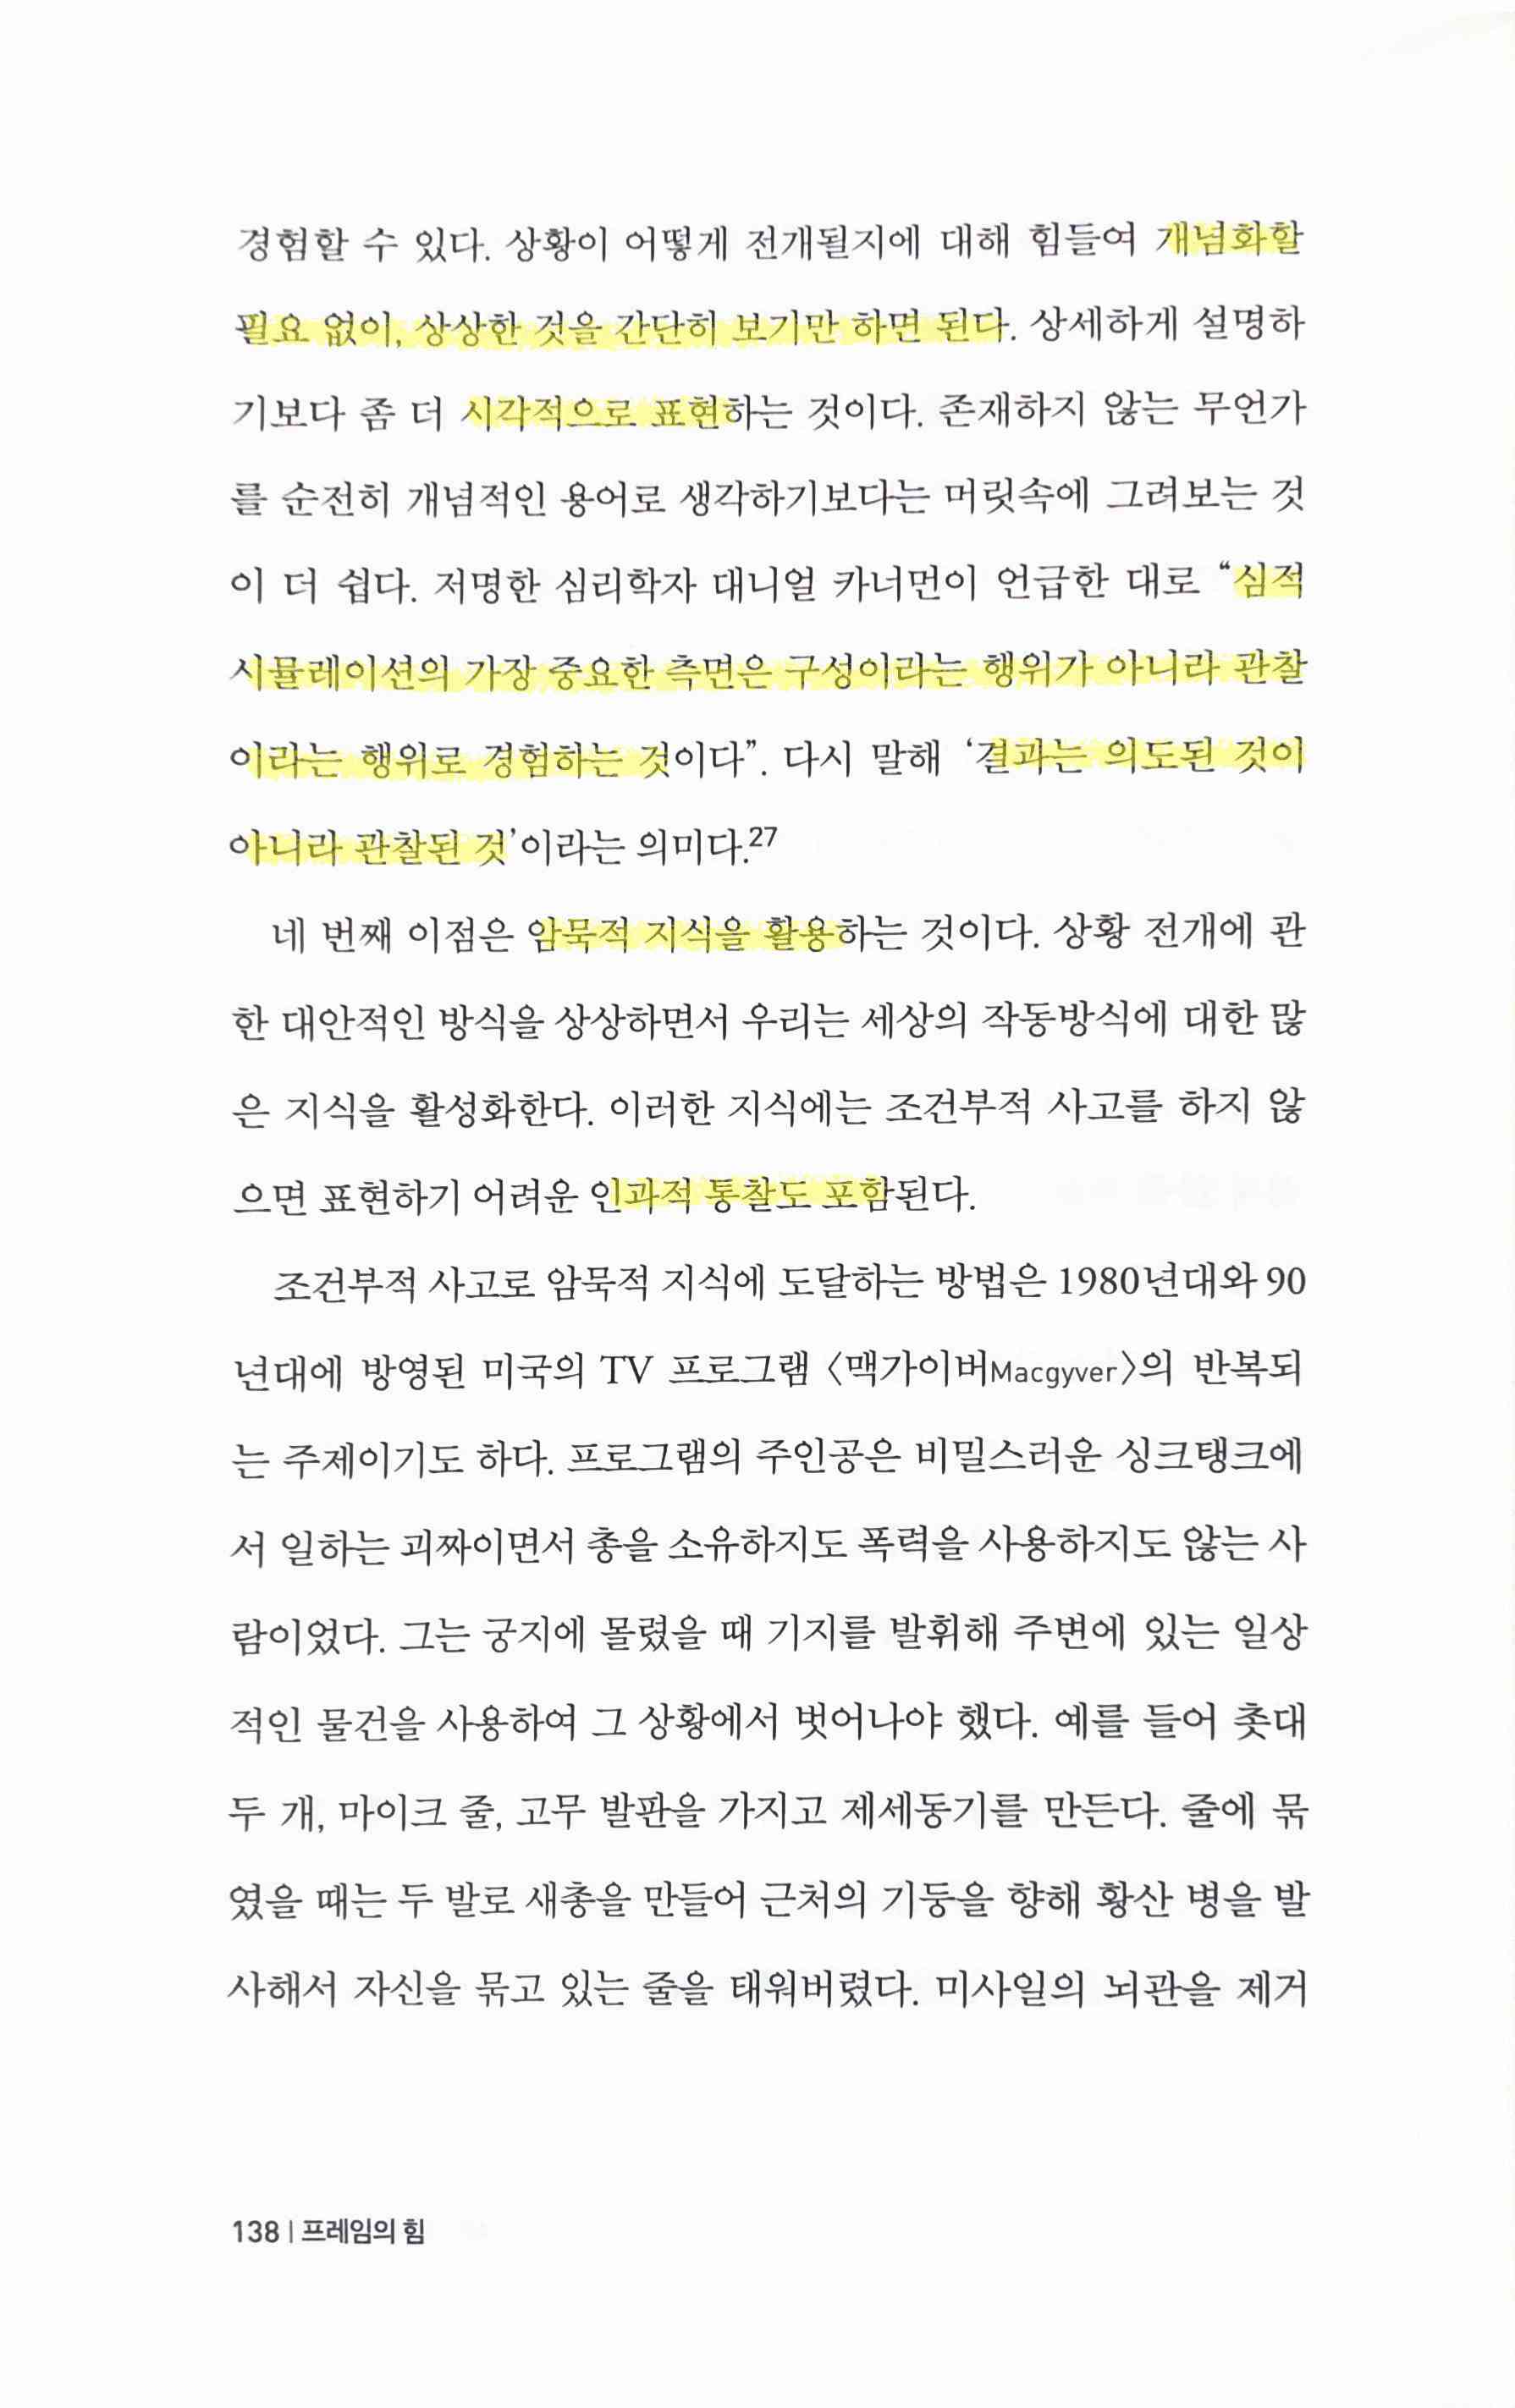 경험할 수 있다. 상황이 어떻게 전개될지에 대해 힘들여 개념화할
필요 없이, 상상한 것을 간단히 보기만 하면 된다. 상세하게 설명하
기보다 좀 더 시각적으로 표현하는 것이다. 존재하지 않는 무언가
를 순전히 개념적인 용어로 생각하기보다는 머릿속에 그려보는 것
이 더 쉽다. 저명한 심리학자 대니얼 카너먼이 언급한 대로 “심적
시뮬레이션의 가장 중요한 측면은 구성이라는 행위가 아니라 관찰
이라는 행위로 경험하는 것이다”. 다시 말해 ‘결과는 의도된 것이
아니라 관찰된 것’이라는 의미다.27
네 번째 이점은 암묵적 지식을 활용하는 것이다. 상황 전개에 관
한 대안적인 방식을 상상하면서 우리는 세상의 작동방식에 대한 많
은 지식을 활성화한다. 이러한 지식에는 조건부적 사고를 하지 않
으면 표현하기 어려운 인과적 통찰도 포함된다.
조건부적 사고로 암묵적 지식에 도달하는 방법은 1980년대와 90
년대에 방영된 미국의 TV 프로그램 〈맥가이버Macgyver〉의 반복되
는 주제이기도 하다. 프로그램의 주인공은 비밀스러운 싱크탱크에
서 일하는 괴짜이면서 총을 소유하지도 폭력을 사용하지도 않는 사
람이었다. 그는 궁지에 몰렸을 때 기지를 발휘해 주변에 있는 일상
적인 물건을 사용하여 그 상황에서 벗어나야 했다. 예를 들어 촛대
두 개, 마이크 줄, 고무 발판을 가지고 제세동기를 만든다. 줄에 묶
였을 때는 두 발로 새총을 만들어 근처의 기둥을 향해 황산 병을 발
사해서 자신을 묶고 있는 줄을 태워버렸다. 미사일의 뇌관을 제거
138 | 프레임의 힘